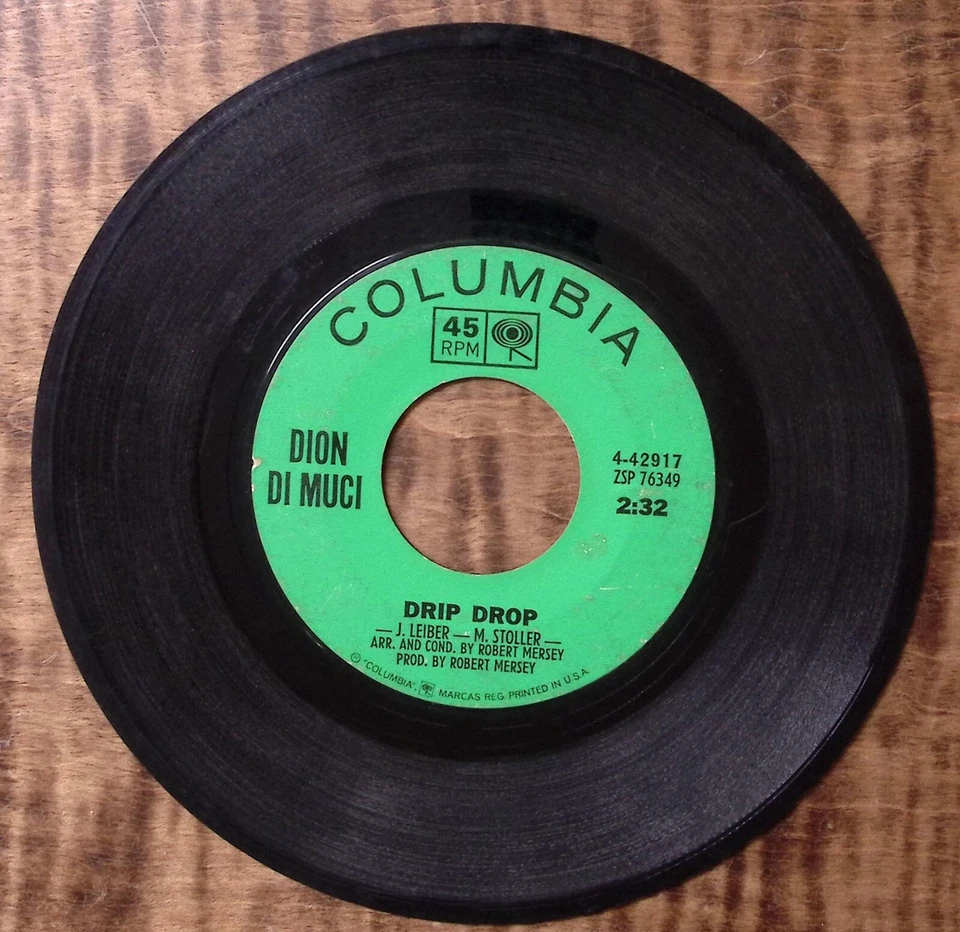 COLUMBIA
45
RPM
DION
DI MUCI
4-42917
ZSP 76349
2:32
DRIP DROP
— J. LEIBER — M. STOLLER —
ARR. AND COND. BY ROBERT MERSEY
PROD. BY ROBERT MERSEY
℗ "COLUMBIA", MARCAS REG. PRINTED IN U.S.A.